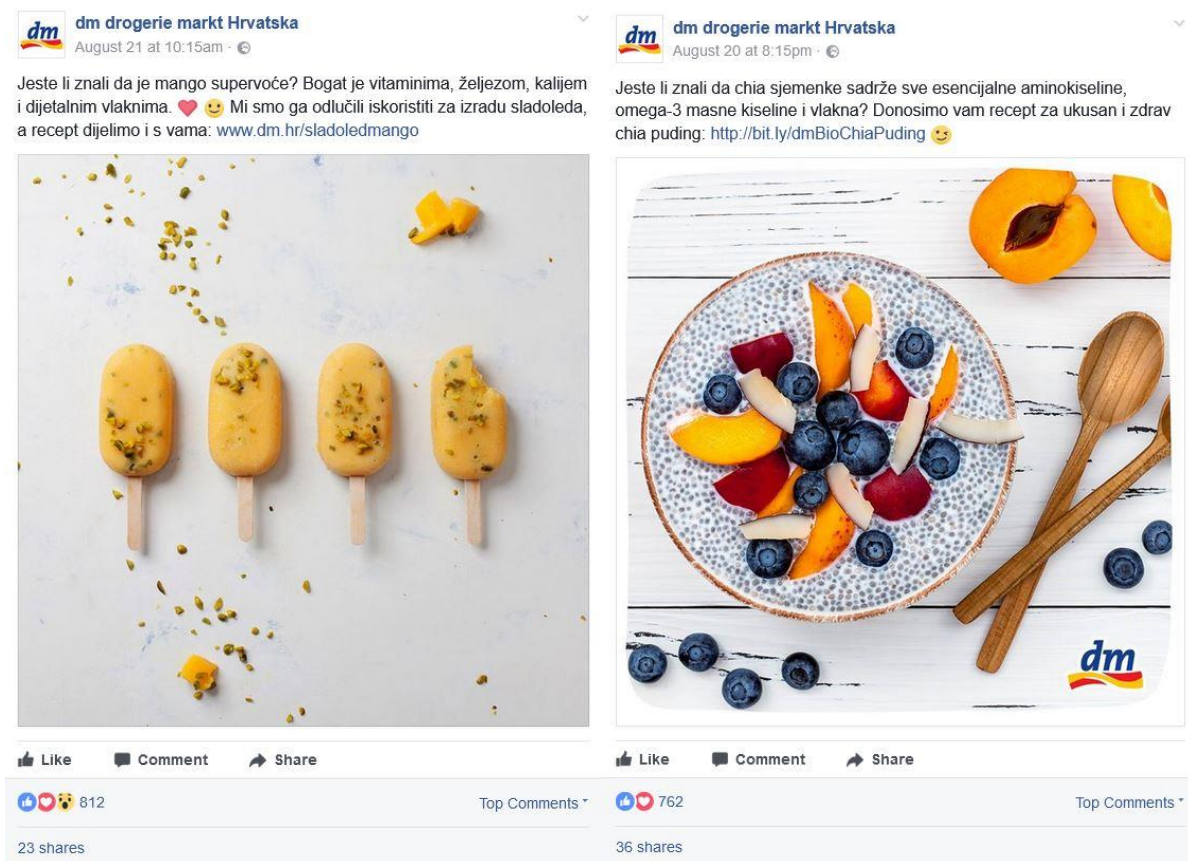 dm
dm drogerie markt Hrvatska
August 21 at 10:15am ·
Jeste li znali da je mango supervoće? Bogat je vitaminima, željezom, kalijem
i dijetalnim vlaknima. ❤️ 🙂 Mi smo ga odlučili iskoristiti za izradu sladoleda,
a recept dijelimo i s vama: www.dm.hr/sladoledmango
Like Comment Share
812 Top Comments
23 shares
dm
dm drogerie markt Hrvatska
August 20 at 8:15pm ·
Jeste li znali da chia sjemenke sadrže sve esencijalne aminokiseline,
omega-3 masne kiseline i vlakna? Donosimo vam recept za ukusan i zdrav
chia puding: http://bit.ly/dmBioChiaPuding 😉
dm
Like Comment Share
762 Top Comments
36 shares